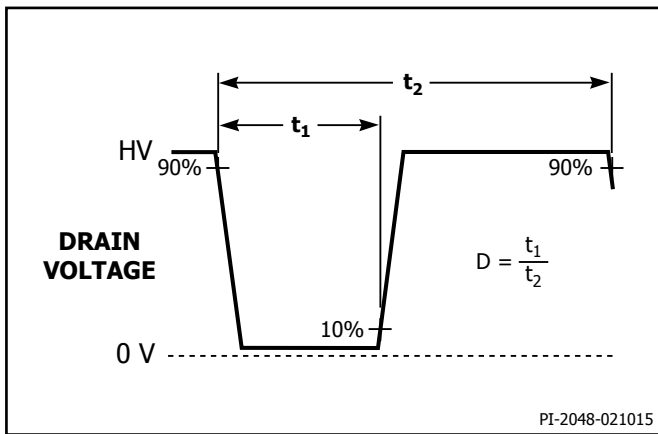 t2
t1
HV
90%
90%
DRAIN
VOLTAGE
D = t1/t2
10%
0 V
PI-2048-021015